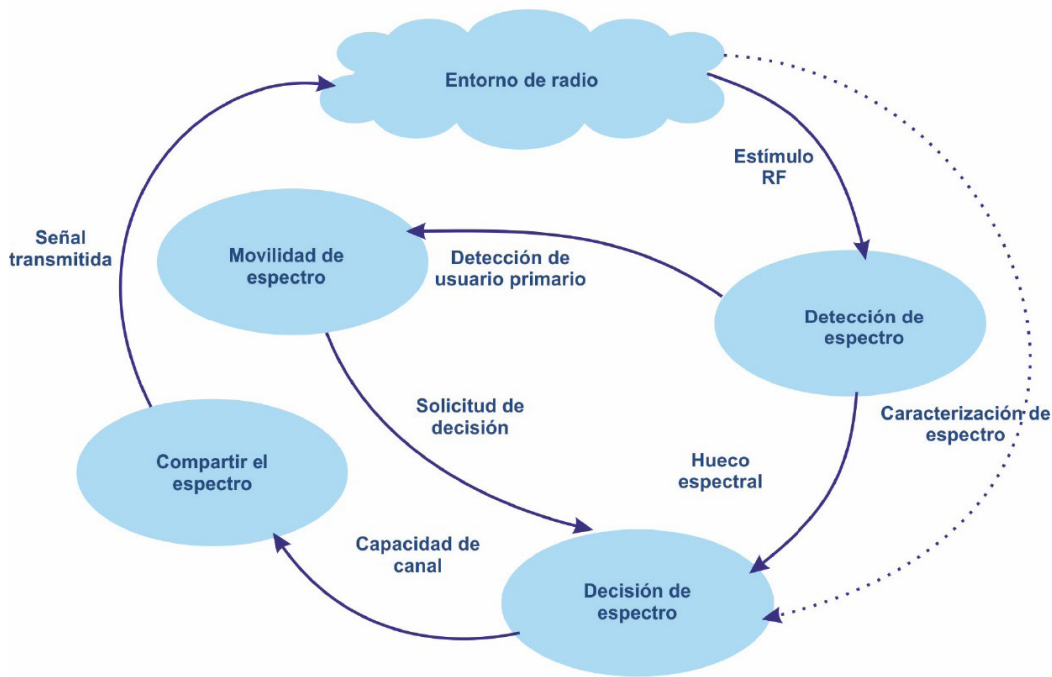 Entorno de radio
Estímulo
RF
Señal
transmitida
Movilidad de
espectro
Detección de
usuario primario
Detección de
espectro
Solicitud de
decisión
Caracterización de
espectro
Compartir el
espectro
Hueco
espectral
Capacidad de
canal
Decisión de
espectro